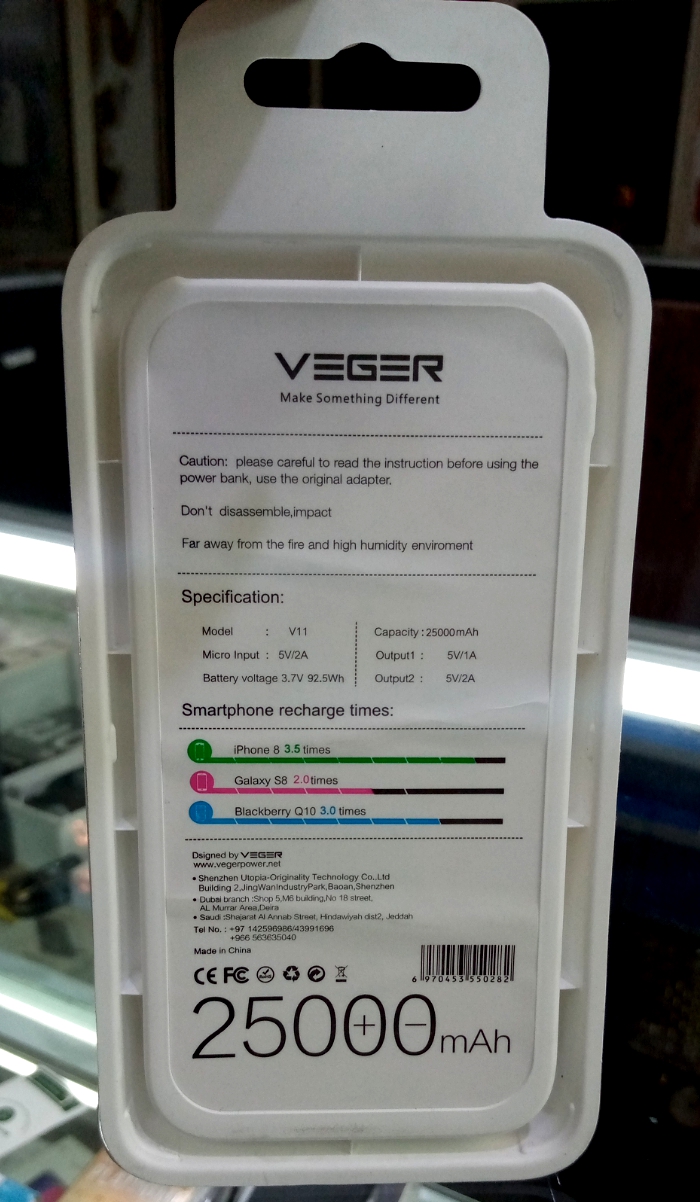 VEGER
Make Something Different
Caution: please careful to read the instruction before using the
power bank, use the original adapter.
Don't disassemble,impact
Far away from the fire and high humidity enviroment
Specification:
Model : V11
Capacity : 25000mAh
Micro Input : 5V/2A
Output1 : 5V/1A
Battery voltage 3.7V 92.5Wh
Output2 : 5V/2A
Smartphone recharge times:
iPhone 8 3.5 times
Galaxy S8 2.0 times
Blackberry Q10 3.0 times
Dsigned by VEGER
www.vegerpower.net
• Shenzhen Utopia-Originality Technology Co.,Ltd
Building 2,JingWanIndustryPark,Baoan,Shenzhen
• Dubai branch :Shop 5,M6 building,No 18 street,
AL Murrar Area,Deira
• Saudi :Shajarat Al Annab Street, Hindawiyah dist2, Jeddah
Tel No. : +97 142596986/43991696
+966 563635040
Made in China
CE FC
6 970453 550282
25000mAh